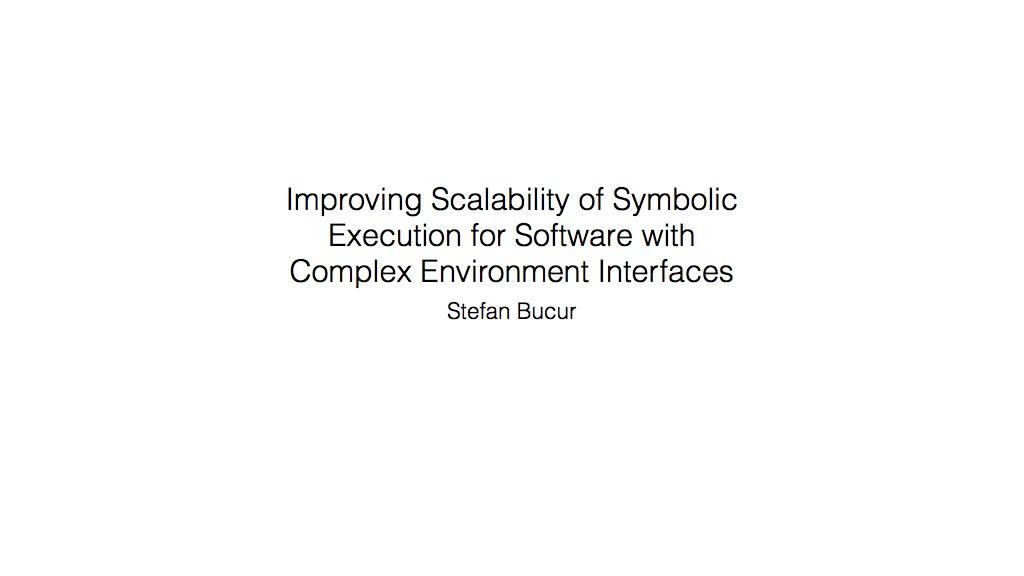 Improving Scalability of Symbolic
Execution for Software with
Complex Environment Interfaces
Stefan Bucur